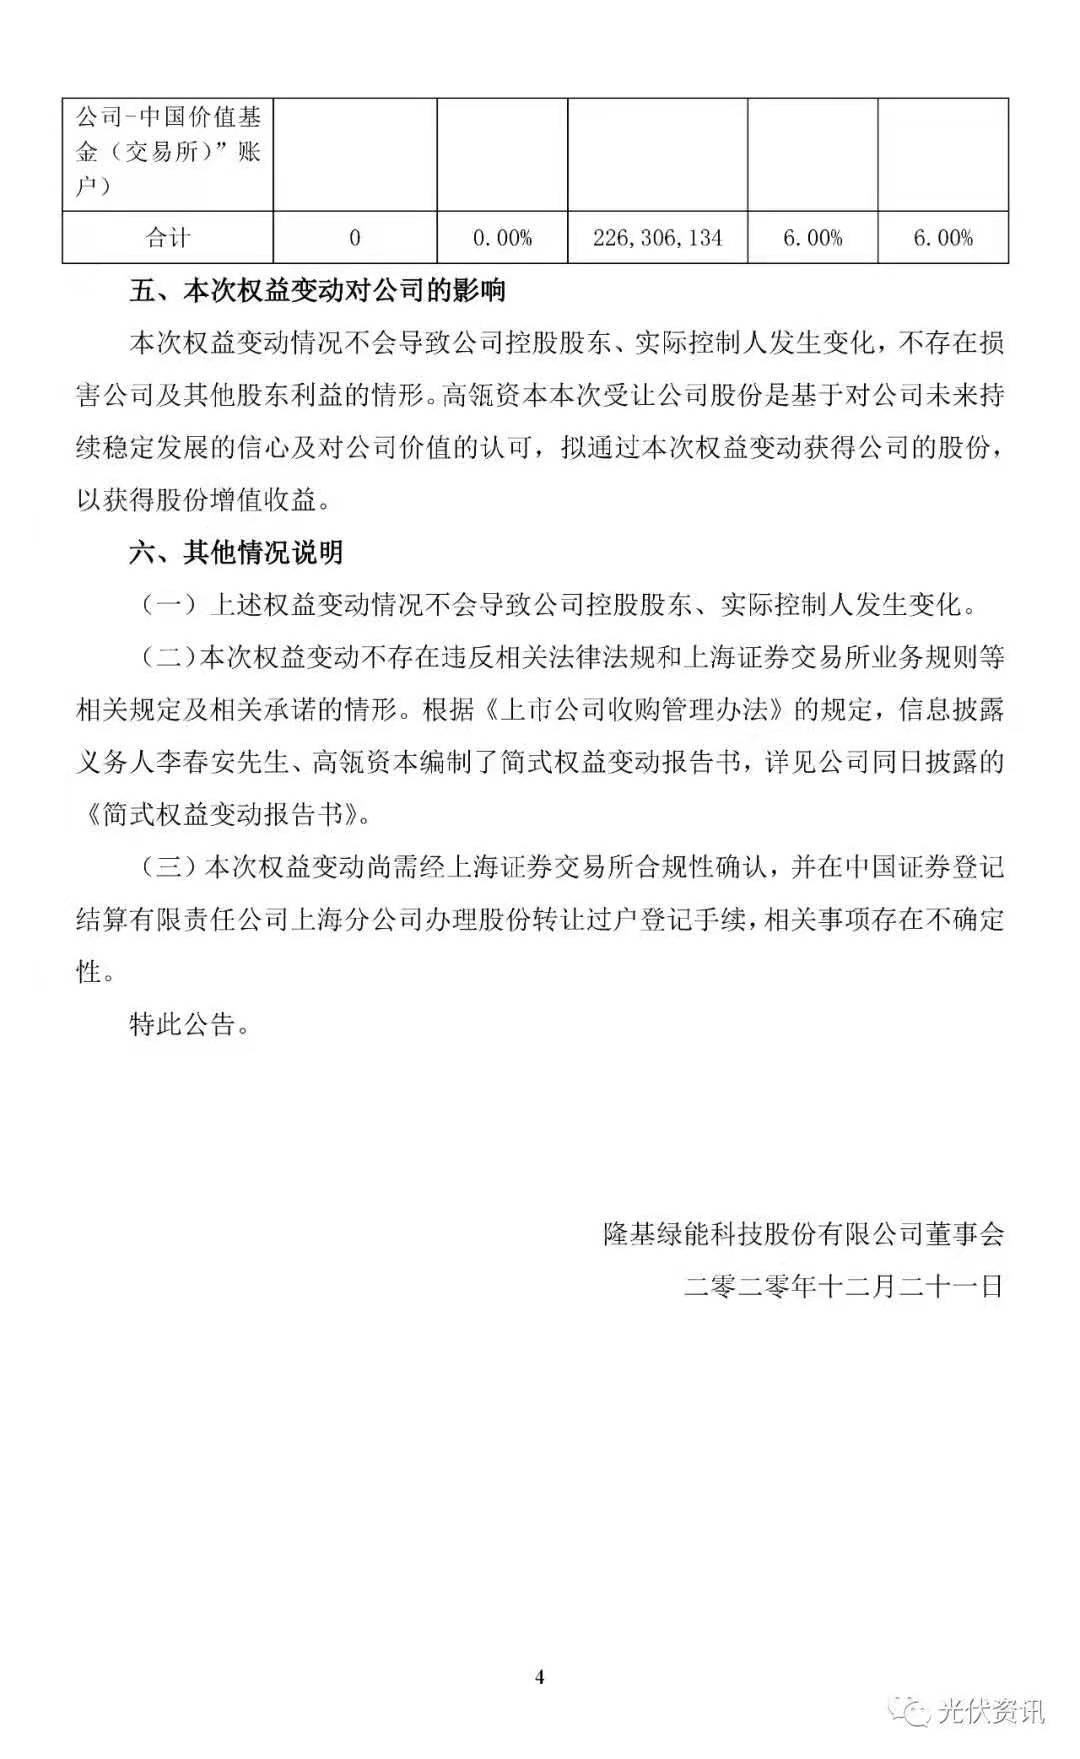 公司-中国价值基
金（交易所）”账
户）
合计 0 0.00% 226,306,134 6.00% 6.00%
五、本次权益变动对公司的影响
本次权益变动情况不会导致公司控股股东、实际控制人发生变化，不存在损
害公司及其他股东利益的情形。高瓴资本本次受让公司股份是基于对公司未来持
续稳定发展的信心及对公司价值的认可，拟通过本次权益变动获得公司的股份，
以获得股份增值收益。
六、其他情况说明
（一）上述权益变动情况不会导致公司控股股东、实际控制人发生变化。
（二）本次权益变动不存在违反相关法律法规和上海证券交易所业务规则等
相关规定及相关承诺的情形。根据《上市公司收购管理办法》的规定，信息披露
义务人李春安先生、高瓴资本编制了简式权益变动报告书，详见公司同日披露的
《简式权益变动报告书》。
（三）本次权益变动尚需经上海证券交易所合规性确认，并在中国证券登记
结算有限责任公司上海分公司办理股份转让过户登记手续，相关事项存在不确定
性。
特此公告。
隆基绿能科技股份有限公司董事会
二零二零年十二月二十一日
4
光伏资讯